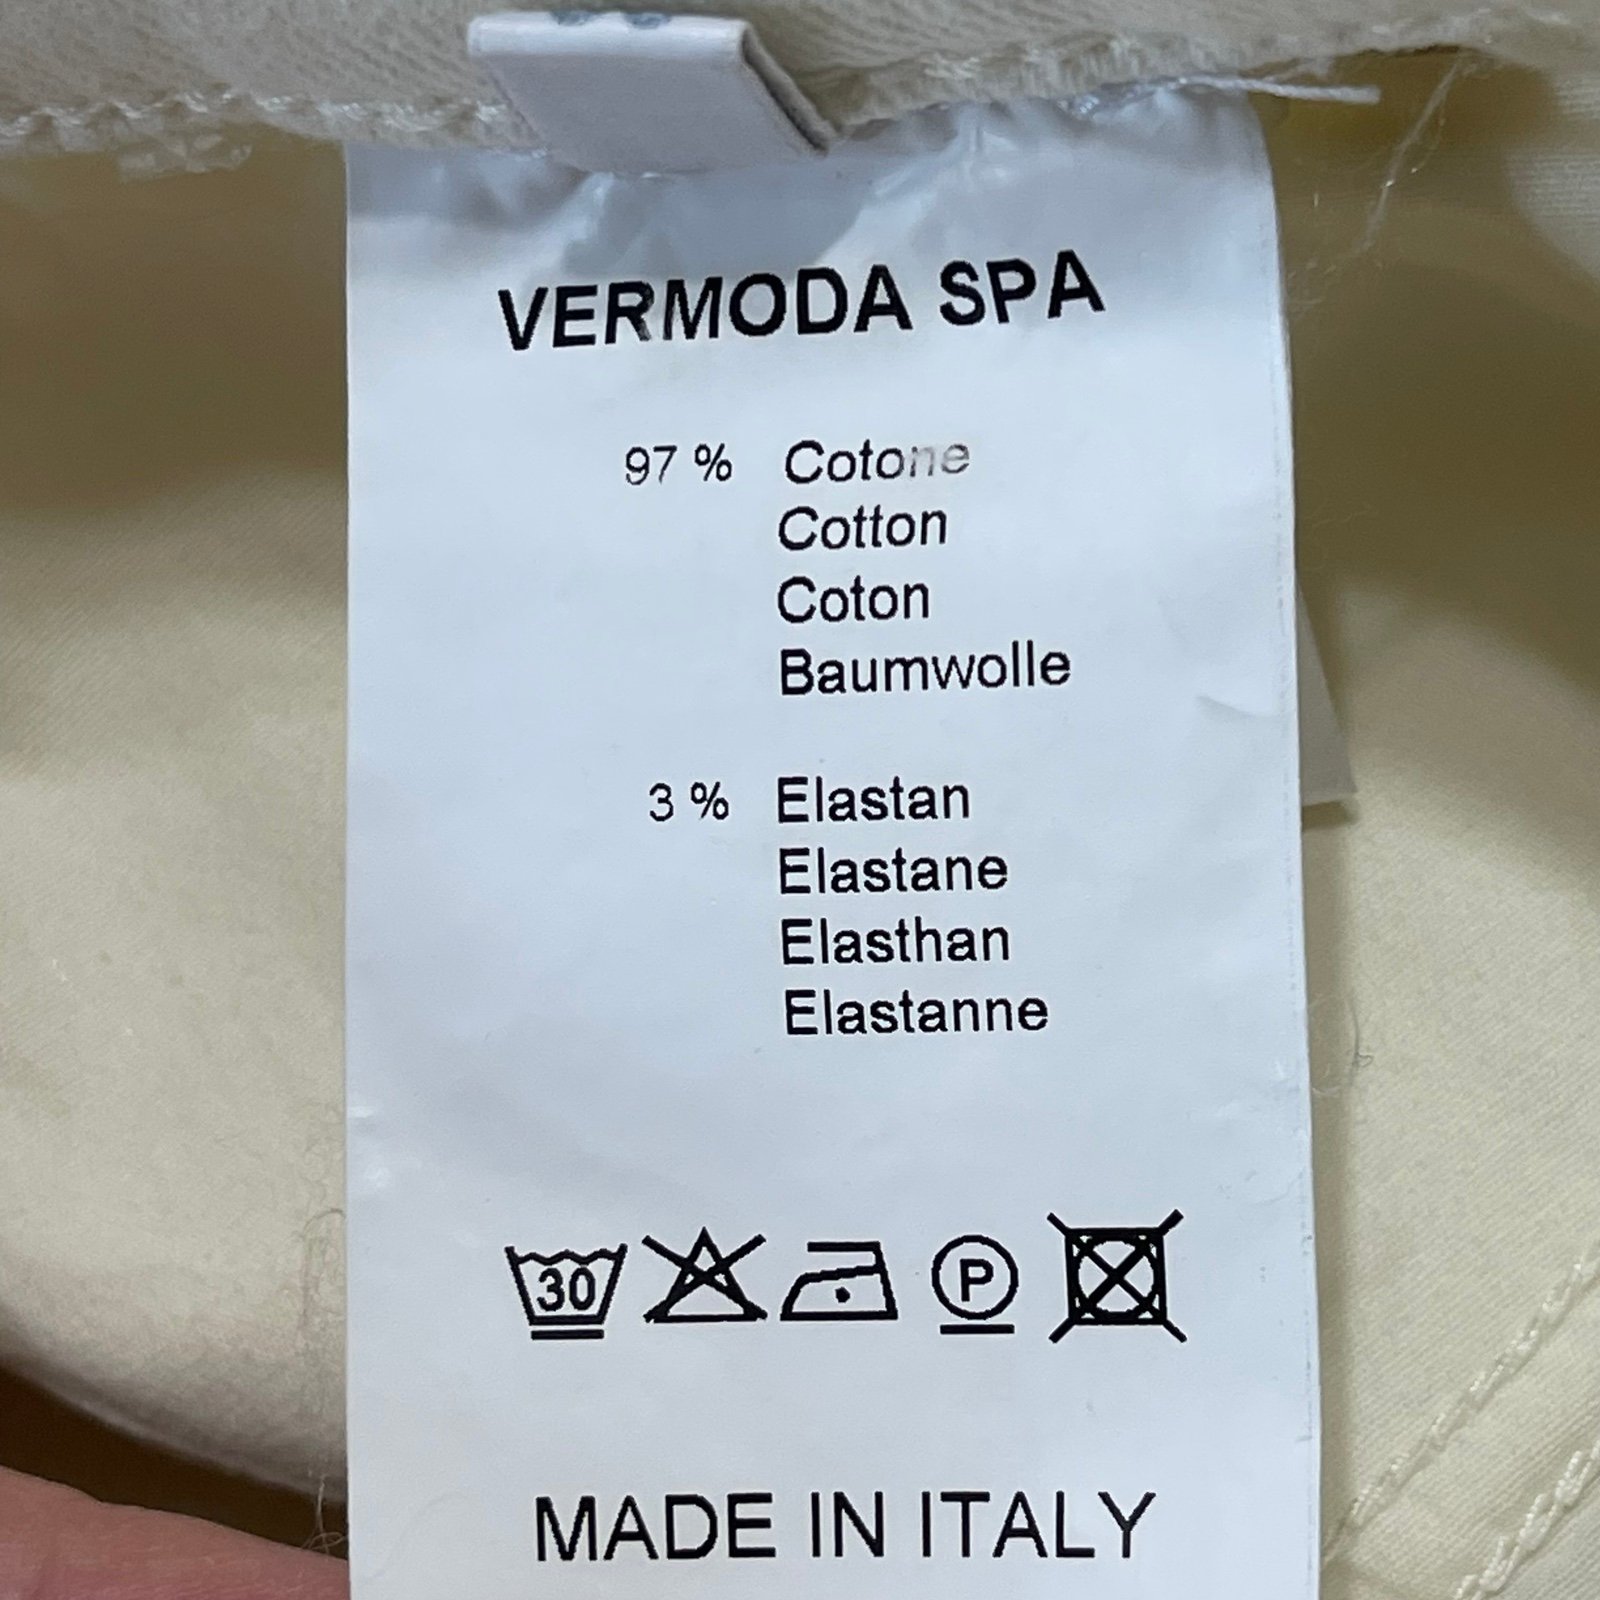 VERMODA SPA
97 % Cotone
Cotton
Coton
Baumwolle
3 % Elastan
Elastane
Elasthan
Elastanne
30 P
MADE IN ITALY